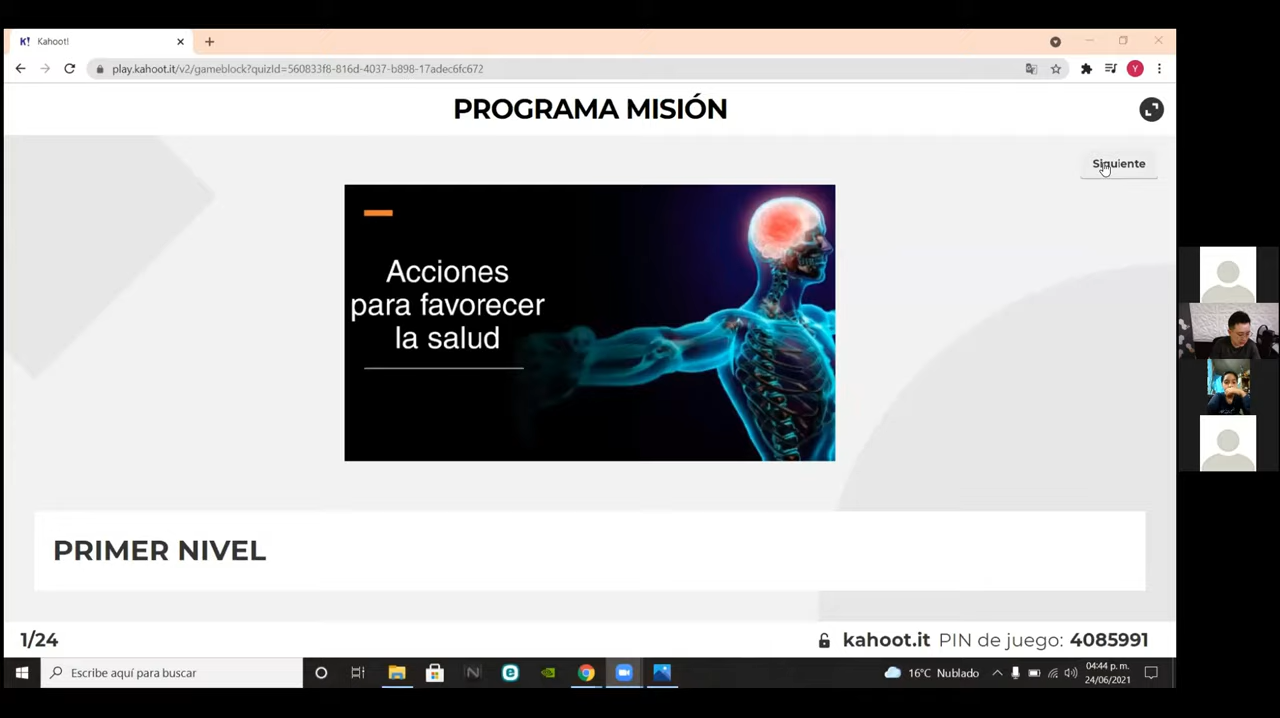 Kahoot!
play.kahoot.it/v2/gameblock?quizId=560833f8-816d-4037-b898-17adec6fc672
Y
PROGRAMA MISIÓN
Siguiente
Acciones
para favorecer
la salud
PRIMER NIVEL
1/24
kahoot.it PIN de juego: 4085991
Escribe aquí para buscar
16°C Nublado
04:44 p. m.
24/06/2021